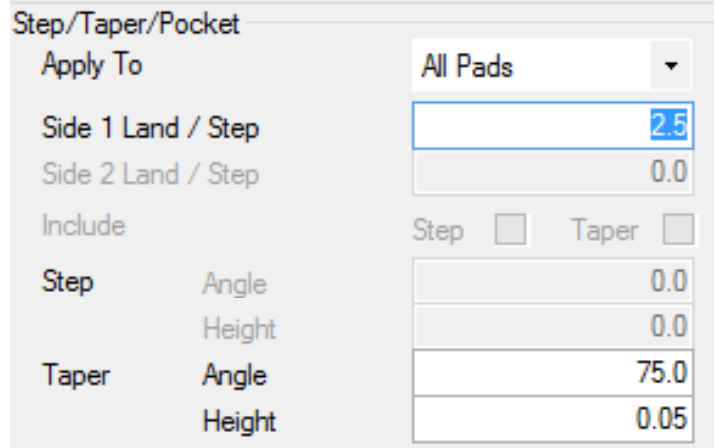 Step/Taper/Pocket
Apply To All Pads
Side 1 Land / Step 2.5
Side 2 Land / Step 0.0
Include Step Taper
Step Angle 0.0
Height 0.0
Taper Angle 75.0
Height 0.05